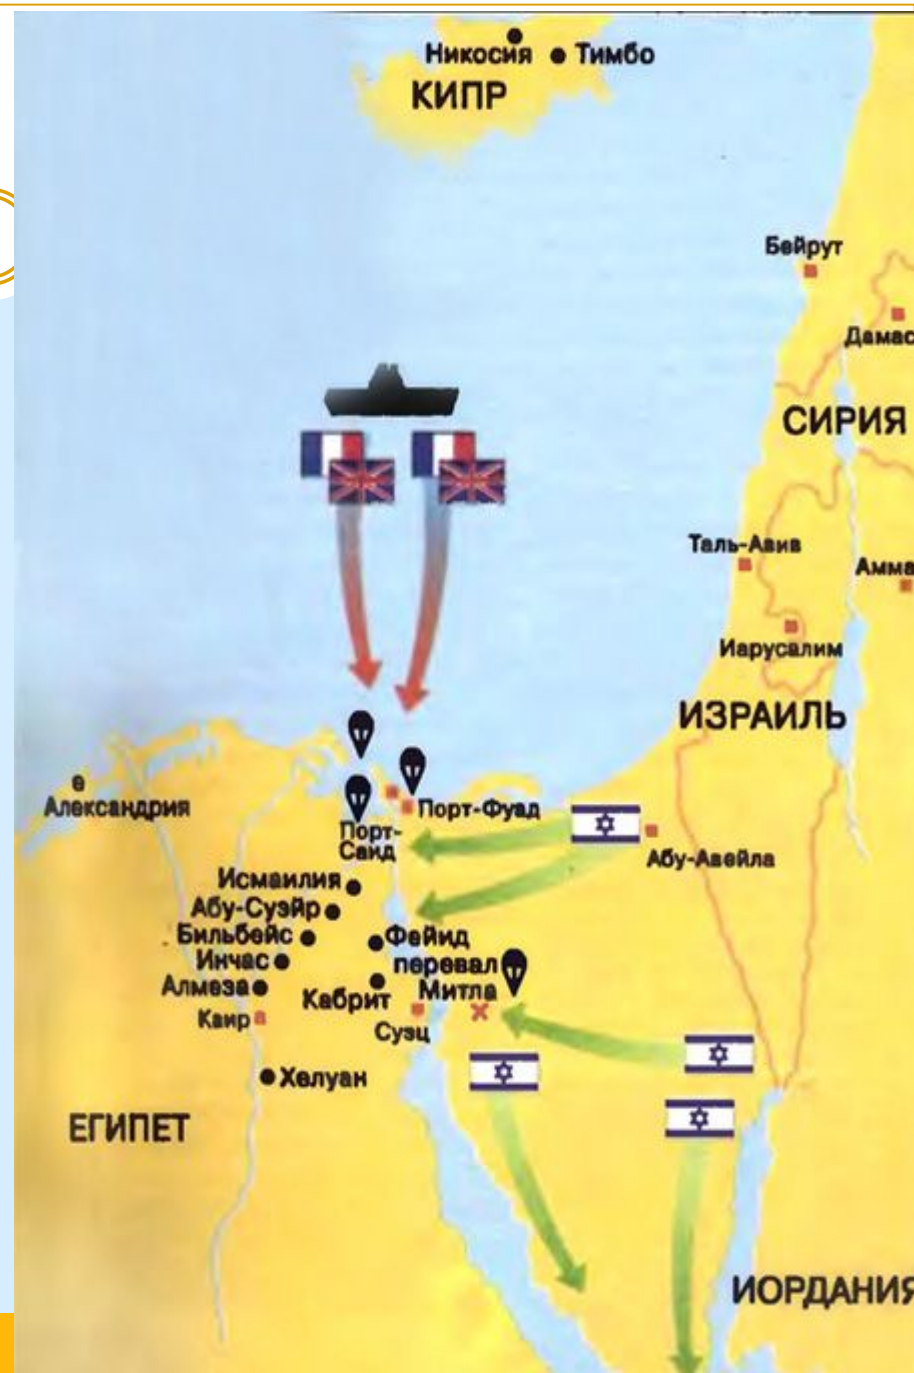 Никосия
Тимбо
КИПР
Бейрут
Дамас
СИРИЯ
Таль-Авив
Амма
Иарусалим
ИЗРАИЛЬ
е
Александрия
Порт-Фуад
Порт-
Саид
Абу-Авейла
Исмаилия
Абу-Суэйр
Бильбейс
Фейид
Инчас
перевал
Митла
Алмаза
Кабрит
Каир
Суэц
Хелуан
ЕГИПЕТ
ИОРДАНИЯ